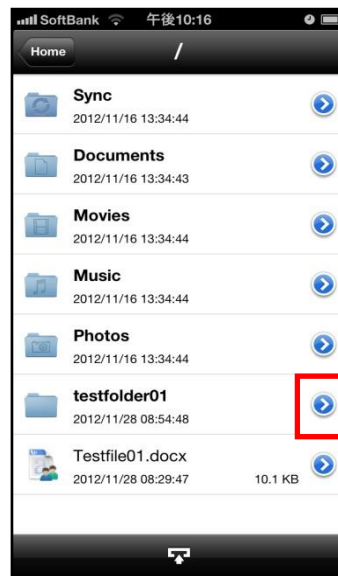 SoftBank 午後10:16
Home /
Sync
2012/11/16 13:34:44
Documents
2012/11/16 13:34:43
Movies
2012/11/16 13:34:44
Music
2012/11/16 13:34:44
Photos
2012/11/16 13:34:44
testfolder01
2012/11/28 08:54:48
Testfile01.docx
2012/11/28 08:29:47 10.1 KB